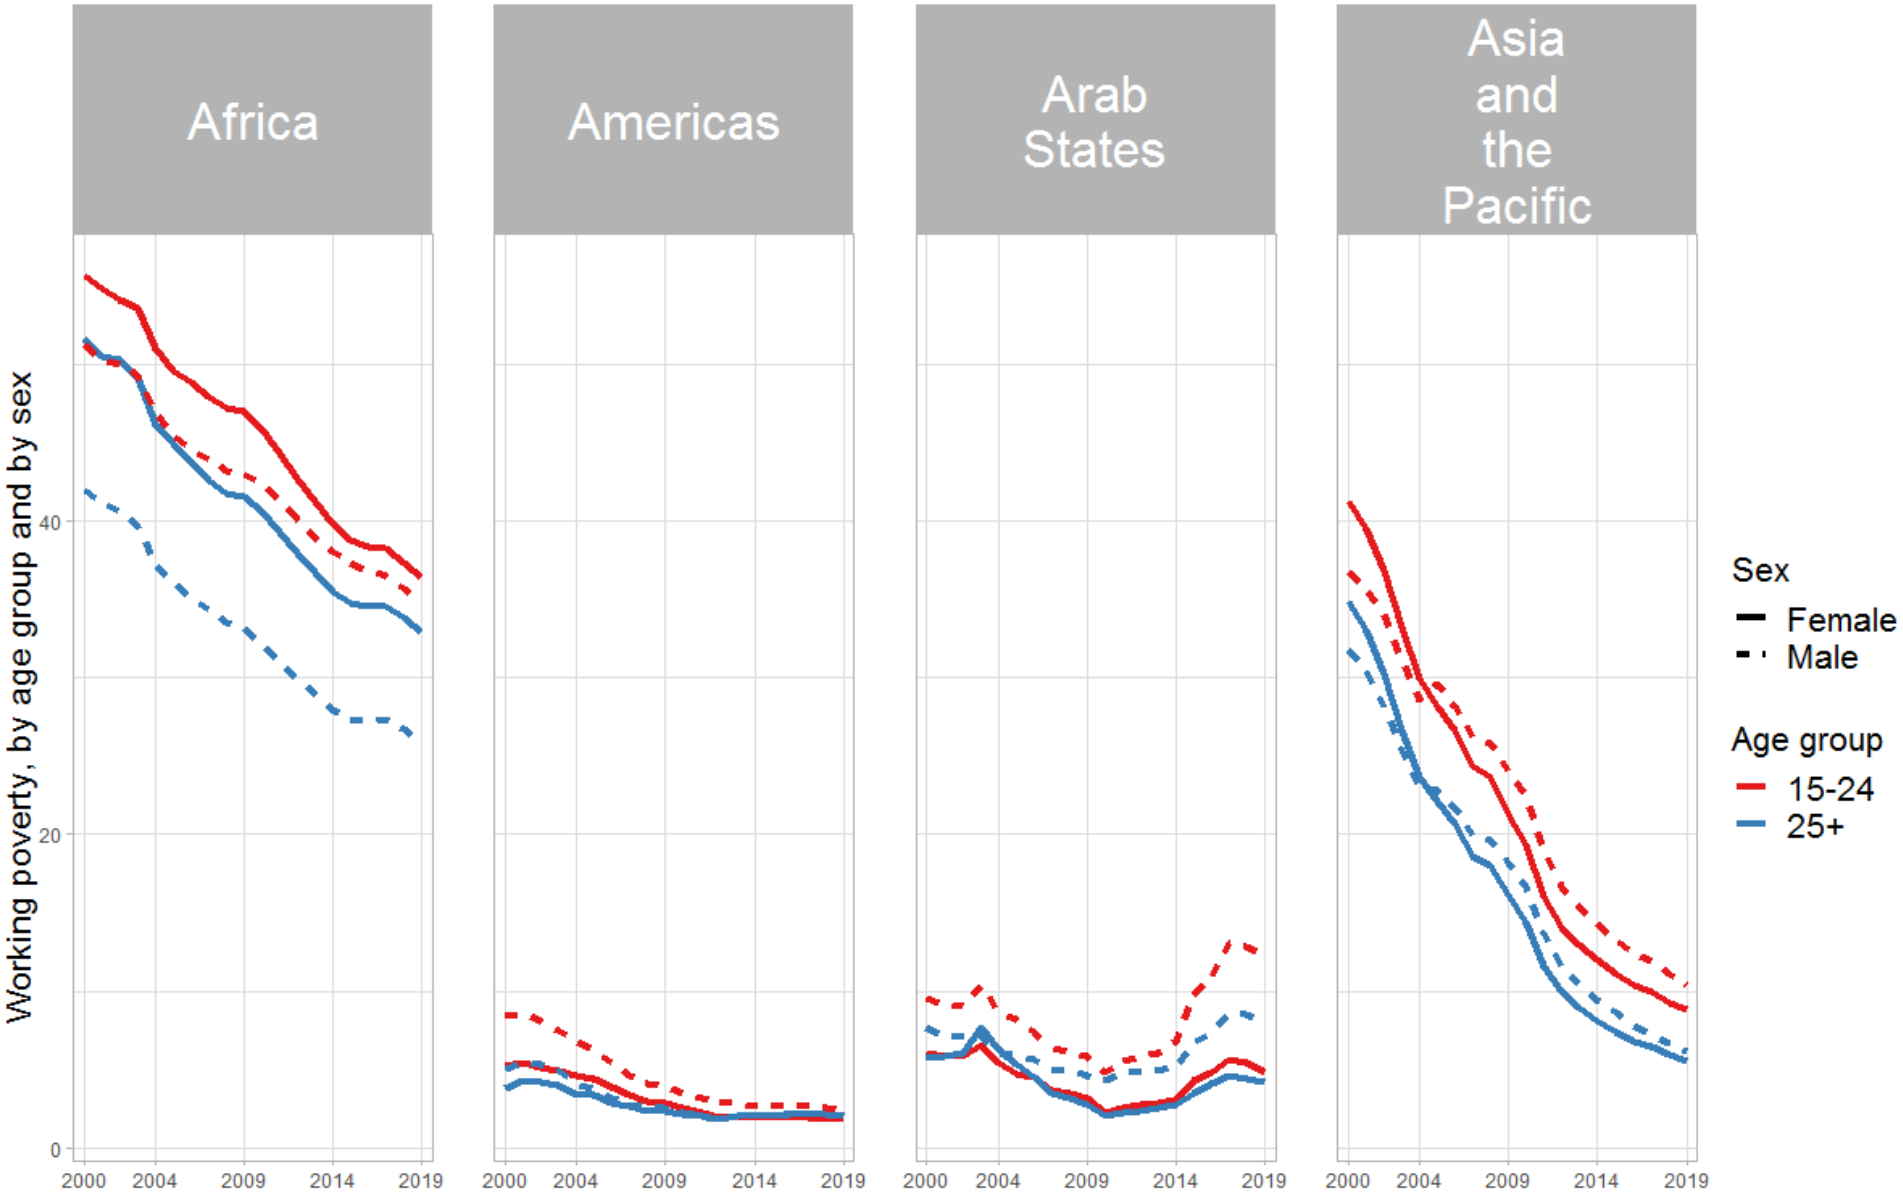 Africa
Americas
Arab
States
Asia
and
the
Pacific
Working poverty, by age group and by sex
40
20
0
2000 2004 2009 2014 2019
2000 2004 2009 2014 2019
2000 2004 2009 2014 2019
2000 2004 2009 2014 2019
Sex
Female
Male
Age group
15-24
25+